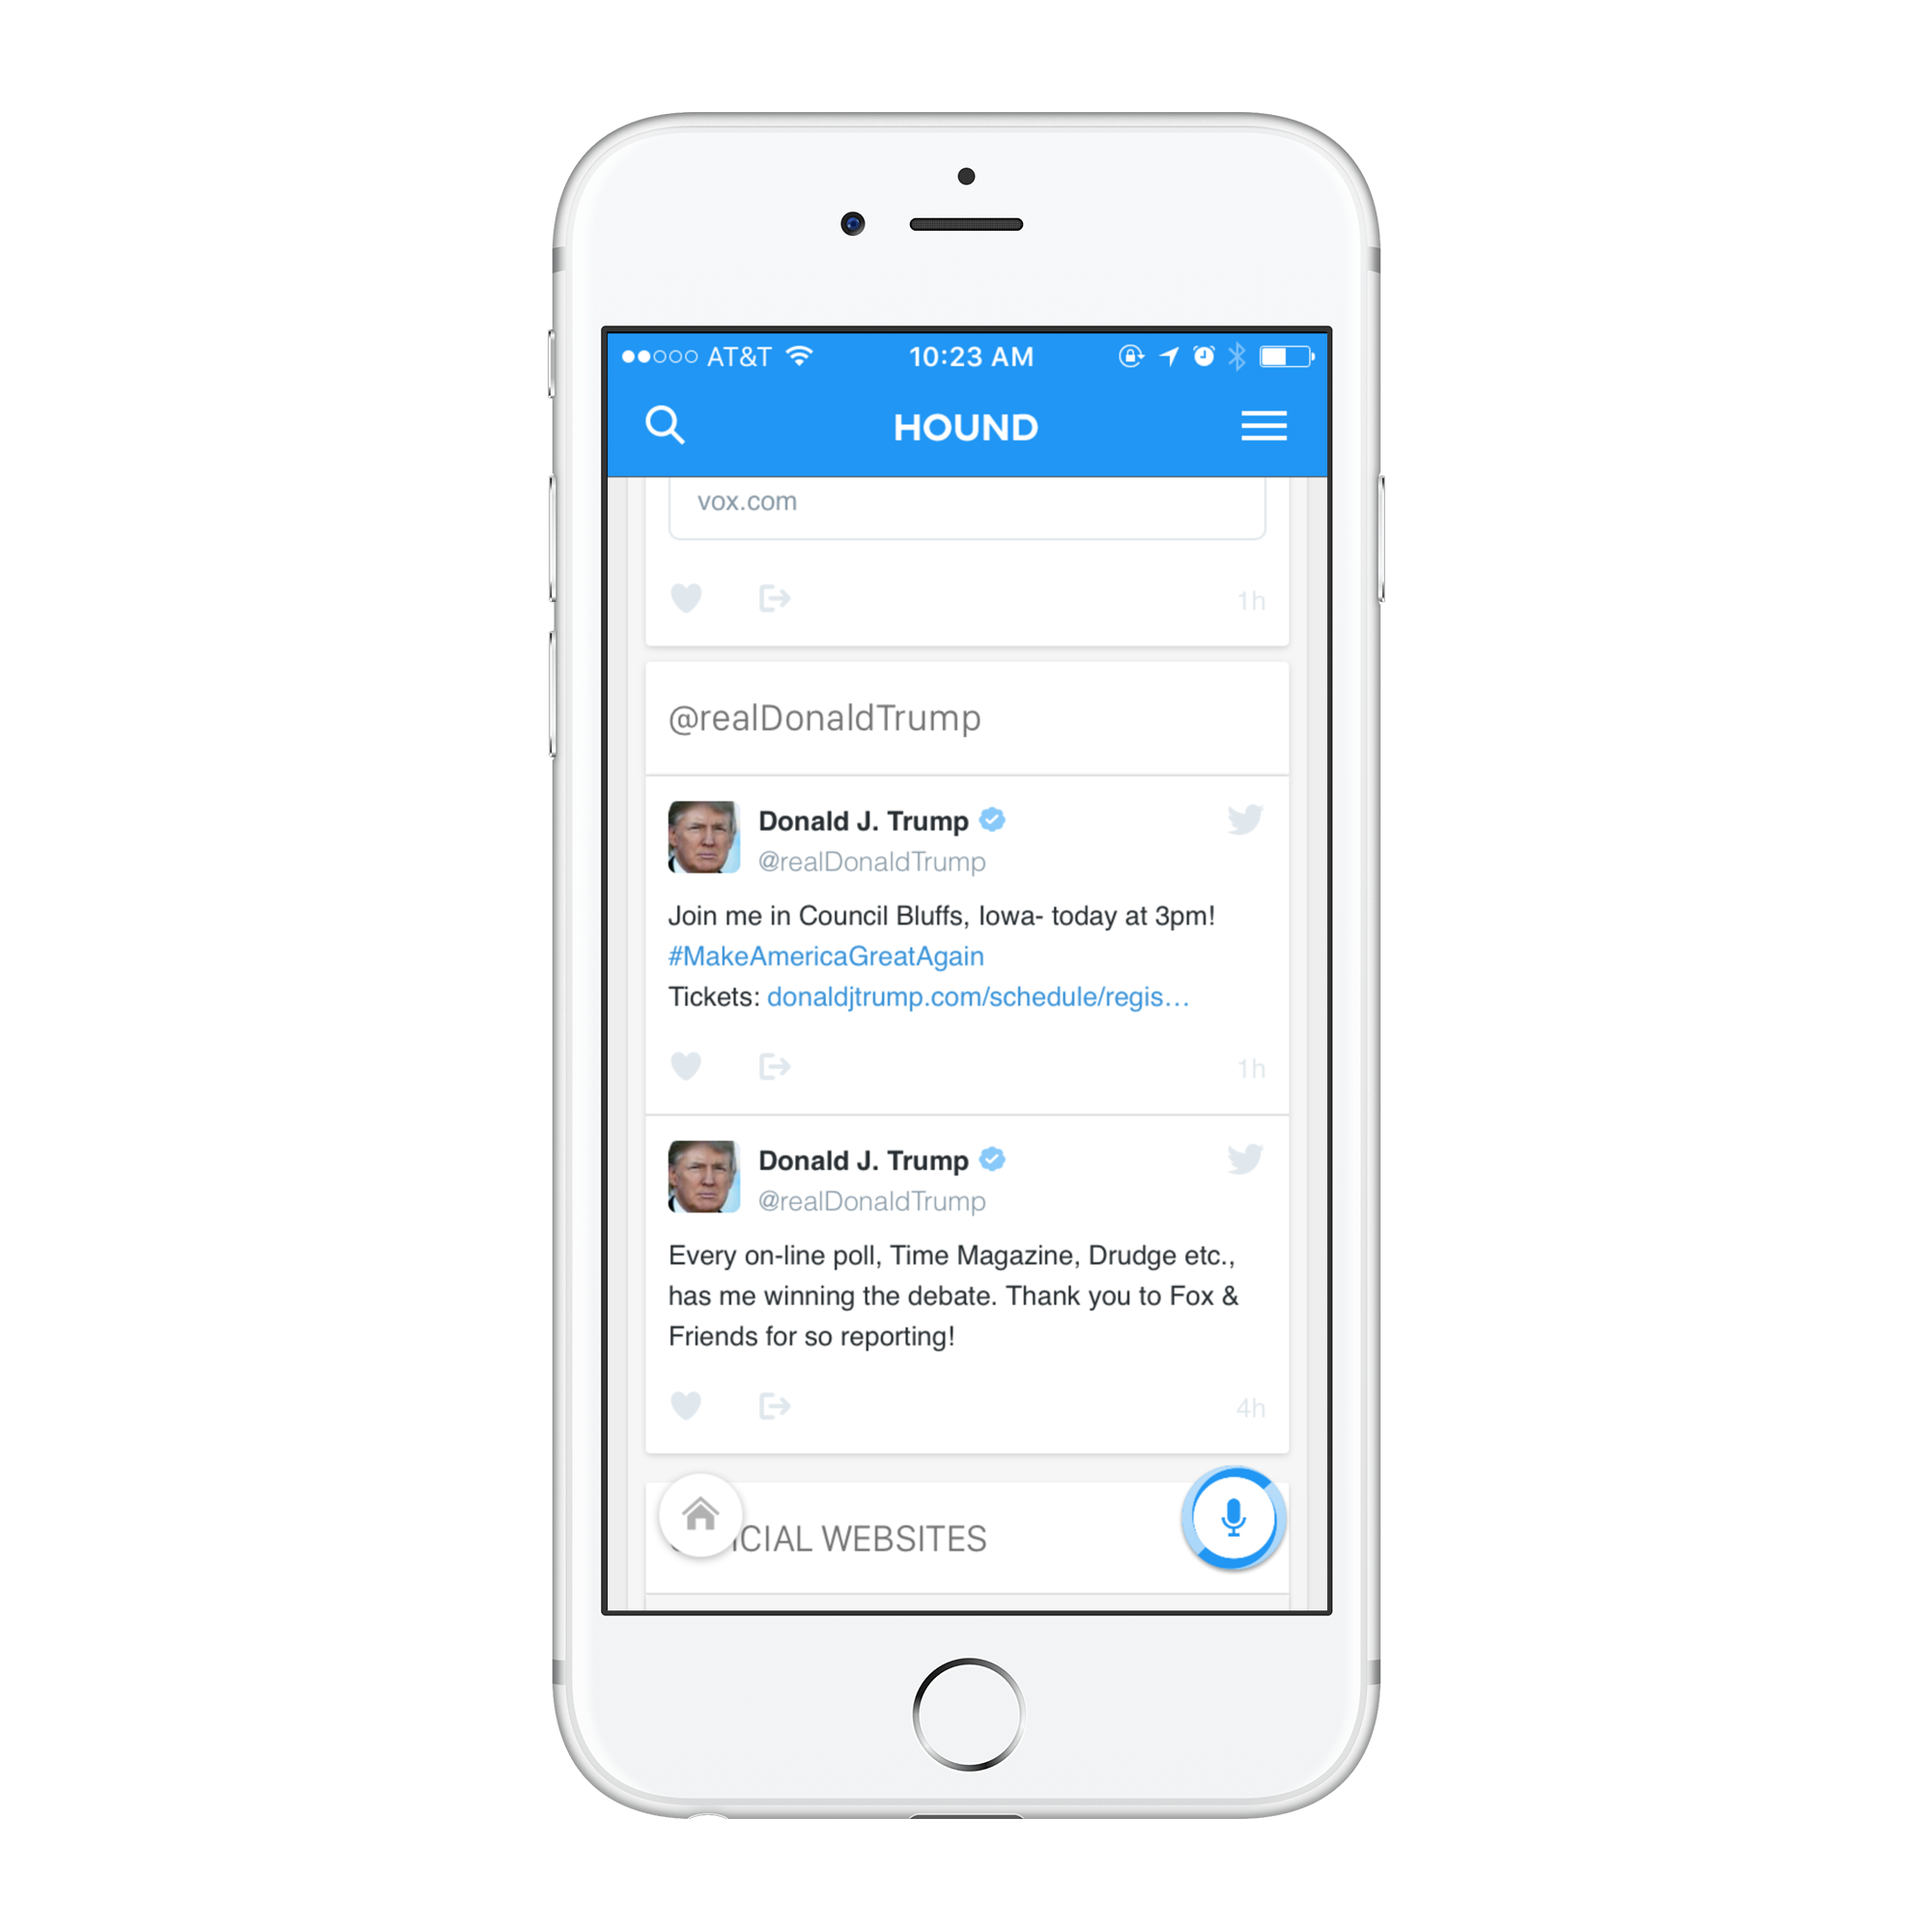 AT&T 10:23 AM
HOUND
vox.com
1h
@realDonaldTrump
Donald J. Trump
@realDonaldTrump
Join me in Council Bluffs, Iowa- today at 3pm!
#MakeAmericaGreatAgain
Tickets: donaldjtrump.com/schedule/regis…
1h
Donald J. Trump
@realDonaldTrump
Every on-line poll, Time Magazine, Drudge etc.,
has me winning the debate. Thank you to Fox &
Friends for so reporting!
4h
WEBSITES